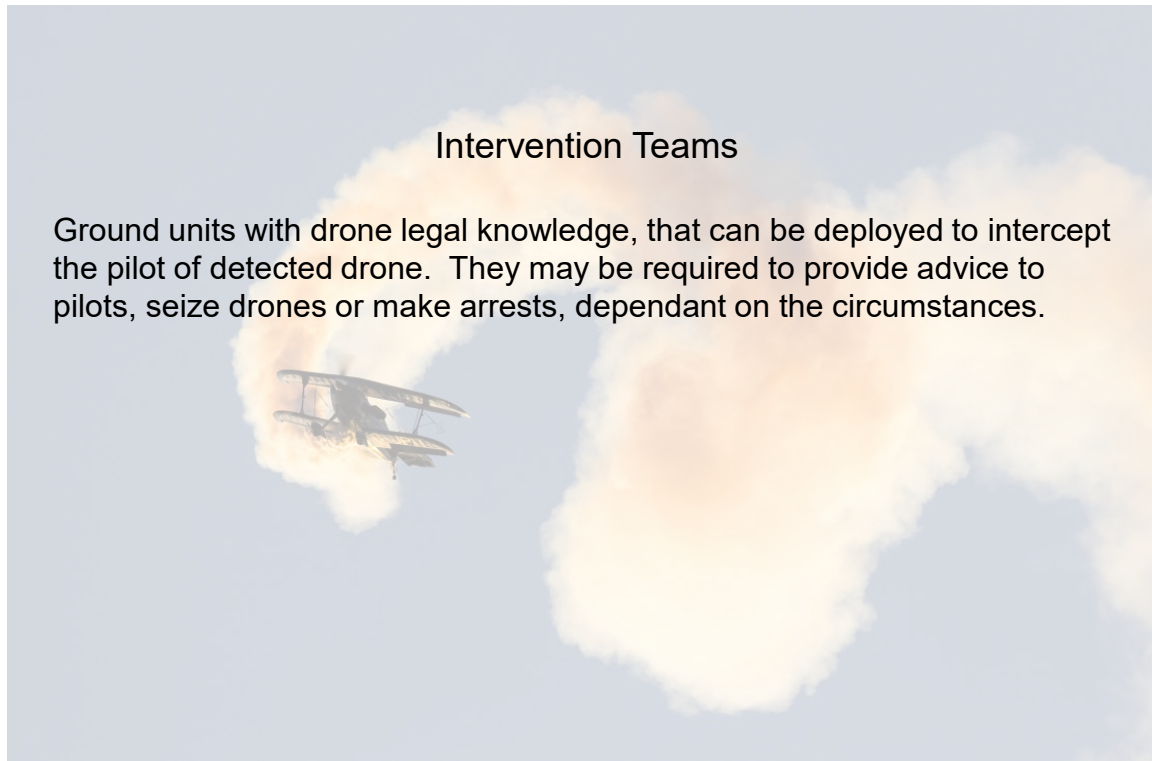 Intervention Teams
Ground units with drone legal knowledge, that can be deployed to intercept
the pilot of detected drone.  They may be required to provide advice to
pilots, seize drones or make arrests, dependant on the circumstances.